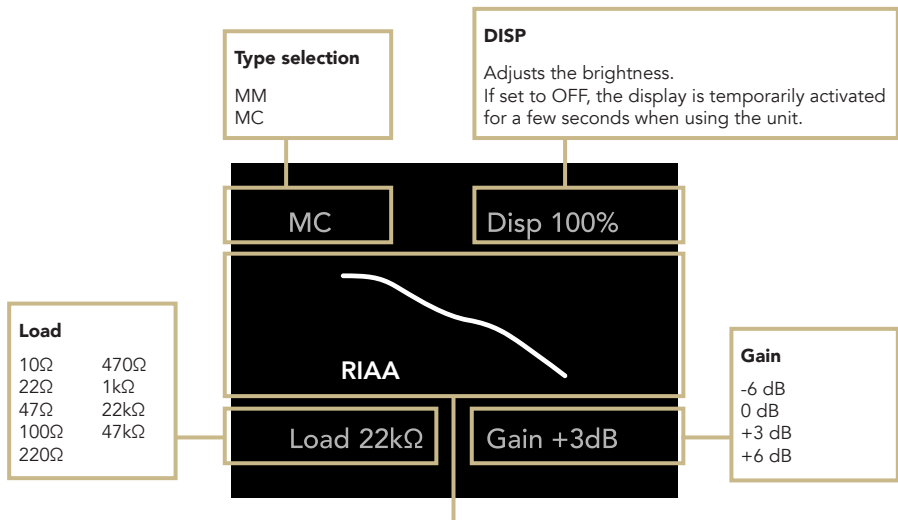 Type selection
MM
MC
DISP
Adjusts the brightness.
If set to OFF, the display is temporarily activated
for a few seconds when using the unit.
MC
Disp 100%
RIAA
Load
10Ω 470Ω
22Ω 1kΩ
47Ω 22kΩ
100Ω 47kΩ
220Ω
Load 22kΩ
Gain +3dB
Gain
-6 dB
0 dB
+3 dB
+6 dB